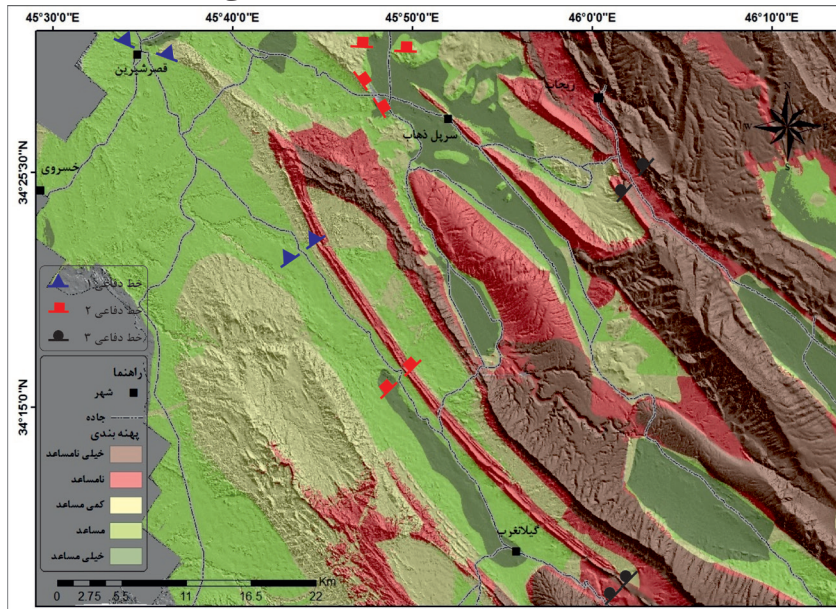 45°30'0"E 45°40'0"E 45°50'0"E 46°00'0"E 46°10'0"E
قصرشیرین
ریجاب
سرپل ذهاب
خسروی
34°25'30"N
34°15'0"N
N
W E
S
خط دفاعی ۱
خط دفاعی ۲
خط دفاعی ۳
راهنما
شهر
جاده
پهنه بندی
خیلی نامساعد
نامساعد
کمی مساعد
مساعد
خیلی مساعد
گیلانغرب
Km
0 2.75 5.5 11 16.5 22